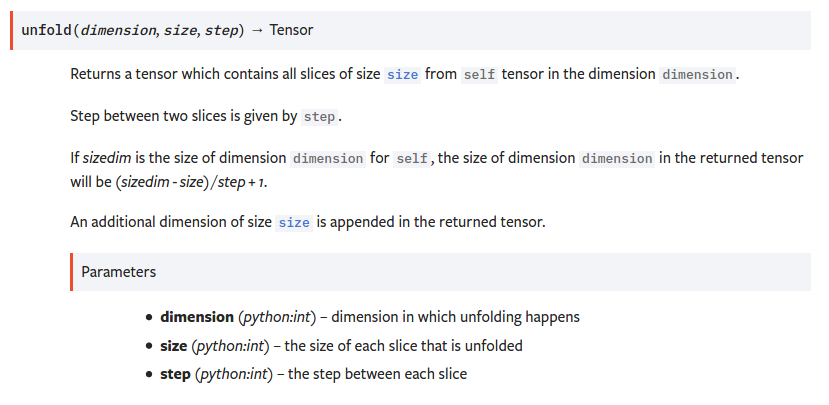 unfold(dimension, size, step) → Tensor
Returns a tensor which contains all slices of size size from self tensor in the dimension dimension.
Step between two slices is given by step.
If sizedim is the size of dimension dimension for self, the size of dimension dimension in the returned tensor
will be (sizedim - size) / step + 1.
An additional dimension of size size is appended in the returned tensor.
Parameters
• dimension (python:int) – dimension in which unfolding happens
• size (python:int) – the size of each slice that is unfolded
• step (python:int) – the step between each slice